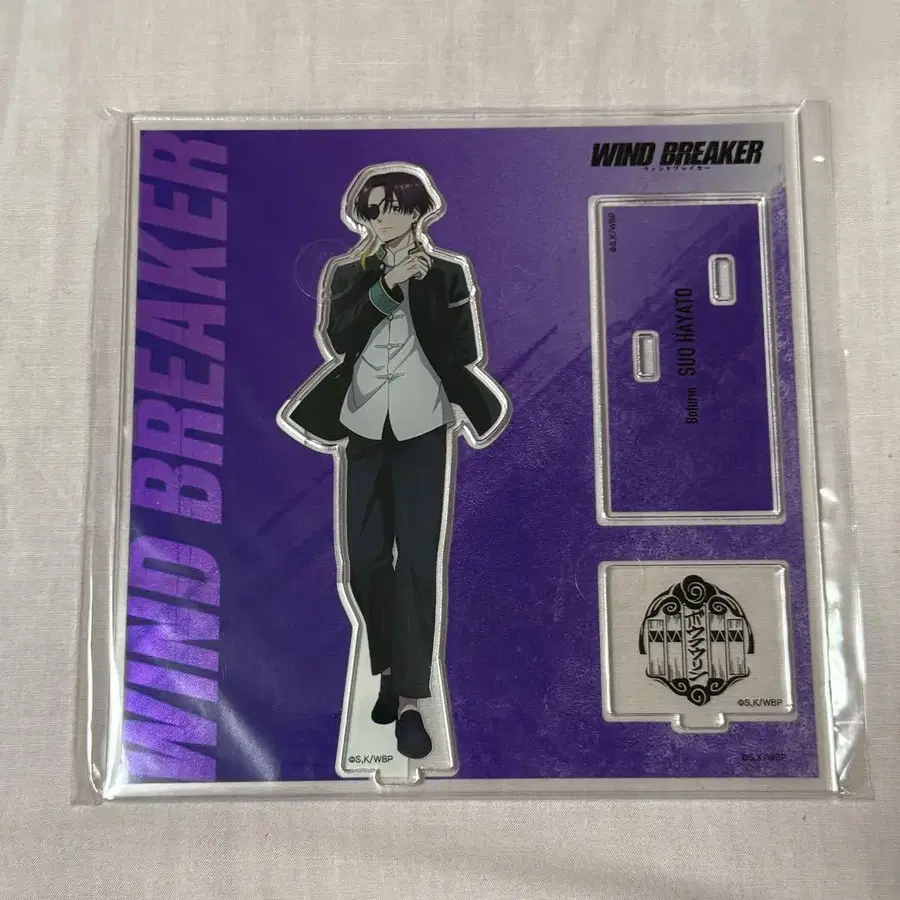 WIND BREAKER
WIND BREAKER
ウィンドブレイカー
©S,K/WBP
Bofurin SUO HAYATO
©S,K/WBP
©S,K/WBP
©S,K/WBP